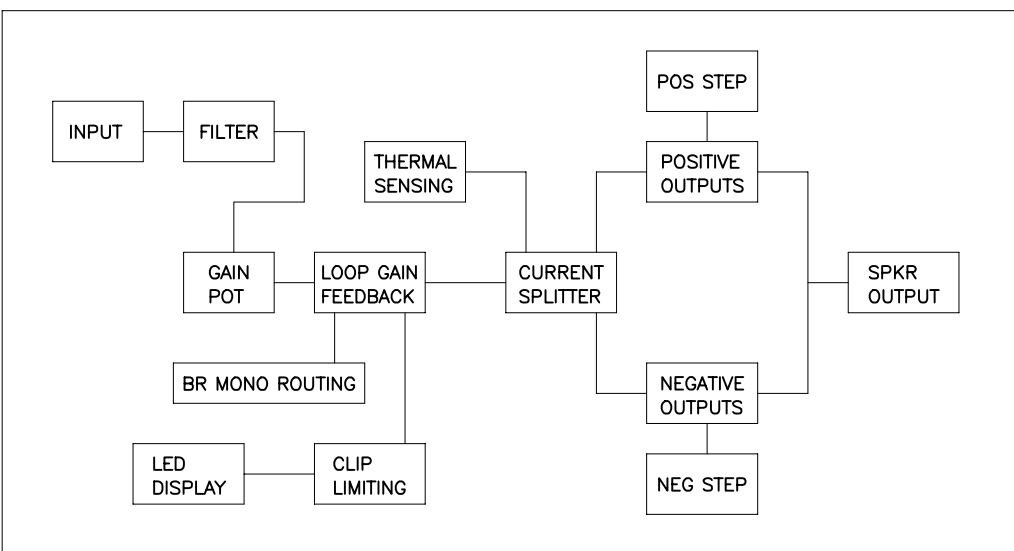 POS STEP
INPUT
FILTER
THERMAL
SENSING
POSITIVE
OUTPUTS
GAIN
POT
LOOP GAIN
FEEDBACK
CURRENT
SPLITTER
SPKR
OUTPUT
BR MONO ROUTING
NEGATIVE
OUTPUTS
LED
DISPLAY
CLIP
LIMITING
NEG STEP